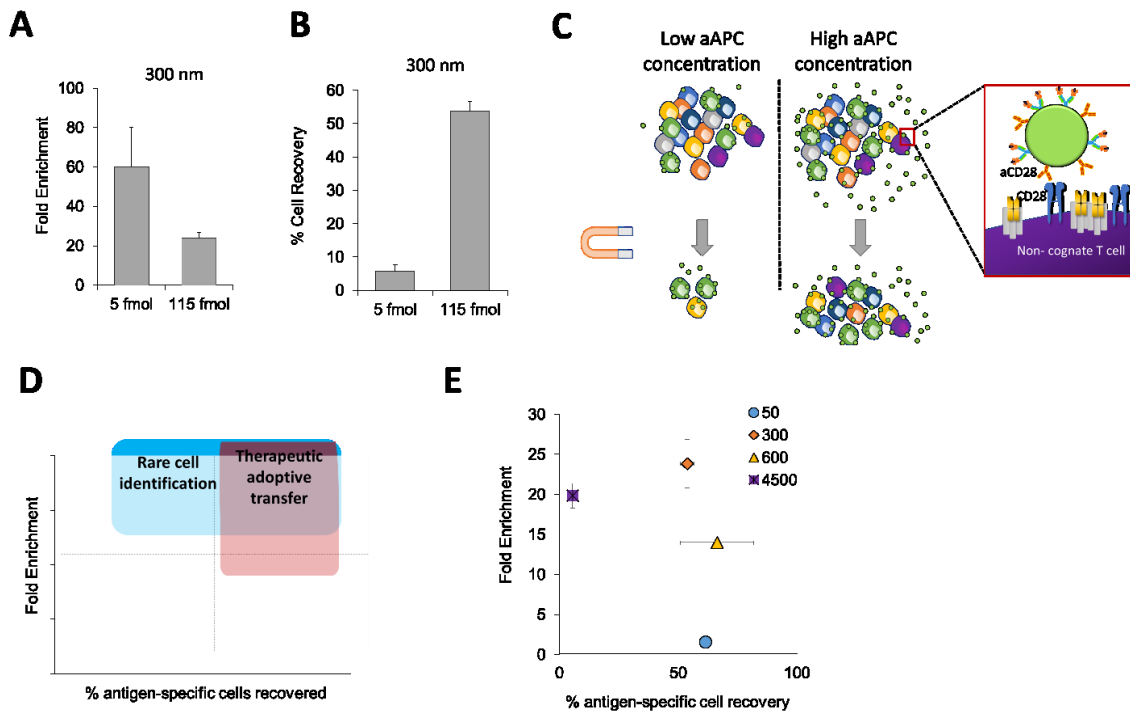 A
300 nm
Fold Enrichment
100
80
60
40
20
0
5 fmol
115 fmol
B
300 nm
% Cell Recovery
60
50
40
30
20
10
0
5 fmol
115 fmol
C
Low aAPC
concentration
High aAPC
concentration
aCD28
CD28
Non- cognate T cell
D
Rare cell
identification
Therapeutic
adoptive
transfer
Fold Enrichment
% antigen-specific cells recovered
E
Fold Enrichment
30
25
20
15
10
5
0
0
50
100
% antigen-specific cell recovery
50
300
600
4500